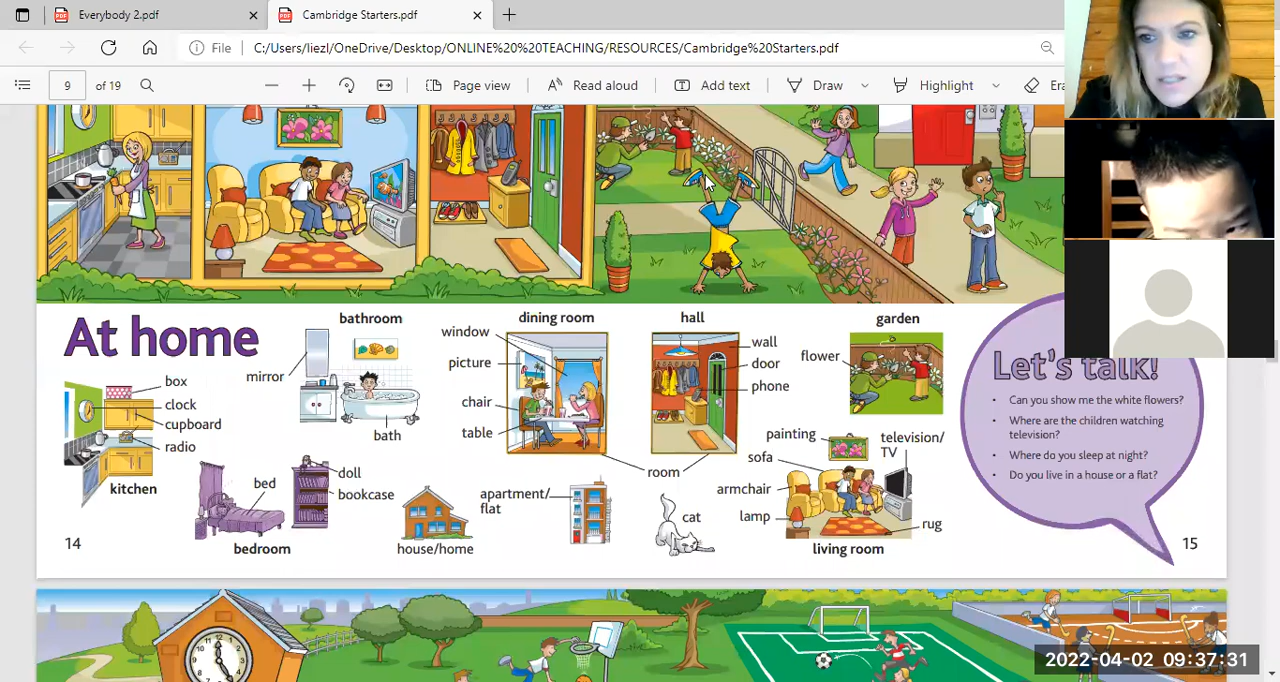 Everybody 2.pdf
Cambridge Starters.pdf
File
C:/Users/liezl/OneDrive/Desktop/ONLINE%20%20TEACHING/RESOURCES/Cambridge%20Starters.pdf
9 of 19
Page view
Read aloud
Add text
Draw
Highlight
Era
At home
bathroom
mirror
bath
box
clock
cupboard
radio
kitchen
bed
doll
bookcase
bedroom
dining room
window
picture
chair
table
hall
wall
door
phone
room
garden
flower
house/home
apartment/
flat
cat
painting
television/
TV
sofa
armchair
lamp
rug
living room
Let's talk!
• Can you show me the white flowers?
• Where are the children watching
television?
• Where do you sleep at night?
• Do you live in a house or a flat?
14
15
2022-04-02 09:37:31